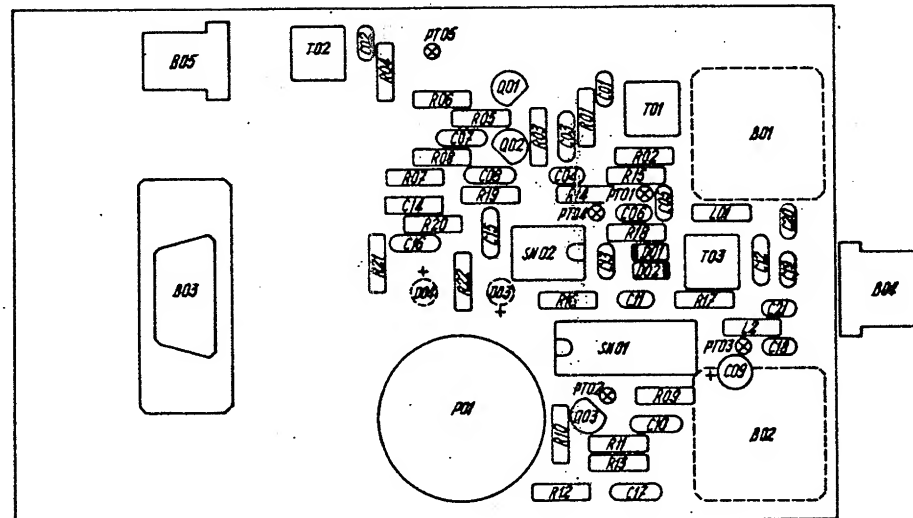 PT05
B05
T02
C02
R04
Q01
C01
R06
R05
R03
C03
R01
T01
B01
C07
Q02
R08
R02
R07
C08
C04
R15
R19
R14
PT01
C05
C14
PT04
C06
L01
C20
R20
C15
R18
C16
SN02
C13
D01
T03
C12
C19
R21
R22
D02
B03
D04
+
D03
+
R16
C11
R17
B04
C21
L2
SN01
PT03
C18
+
C09
PT02
R09
P01
R10
Q03
C10
B02
R11
R13
R12
C17